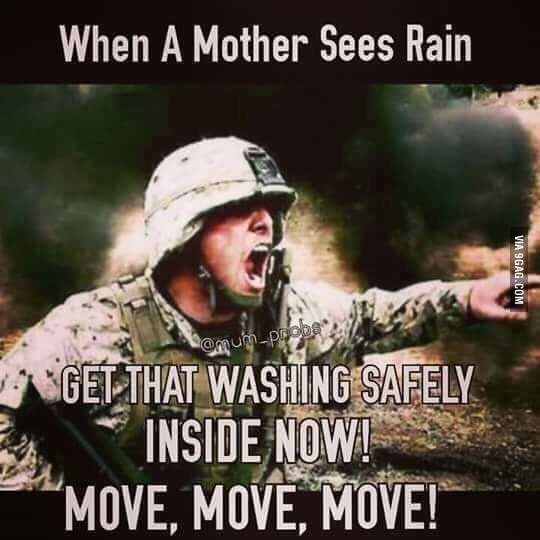 When A Mother Sees Rain
VIA 9GAG.COM
@mum_probs
GET THAT WASHING SAFELY
INSIDE NOW!
MOVE, MOVE, MOVE!